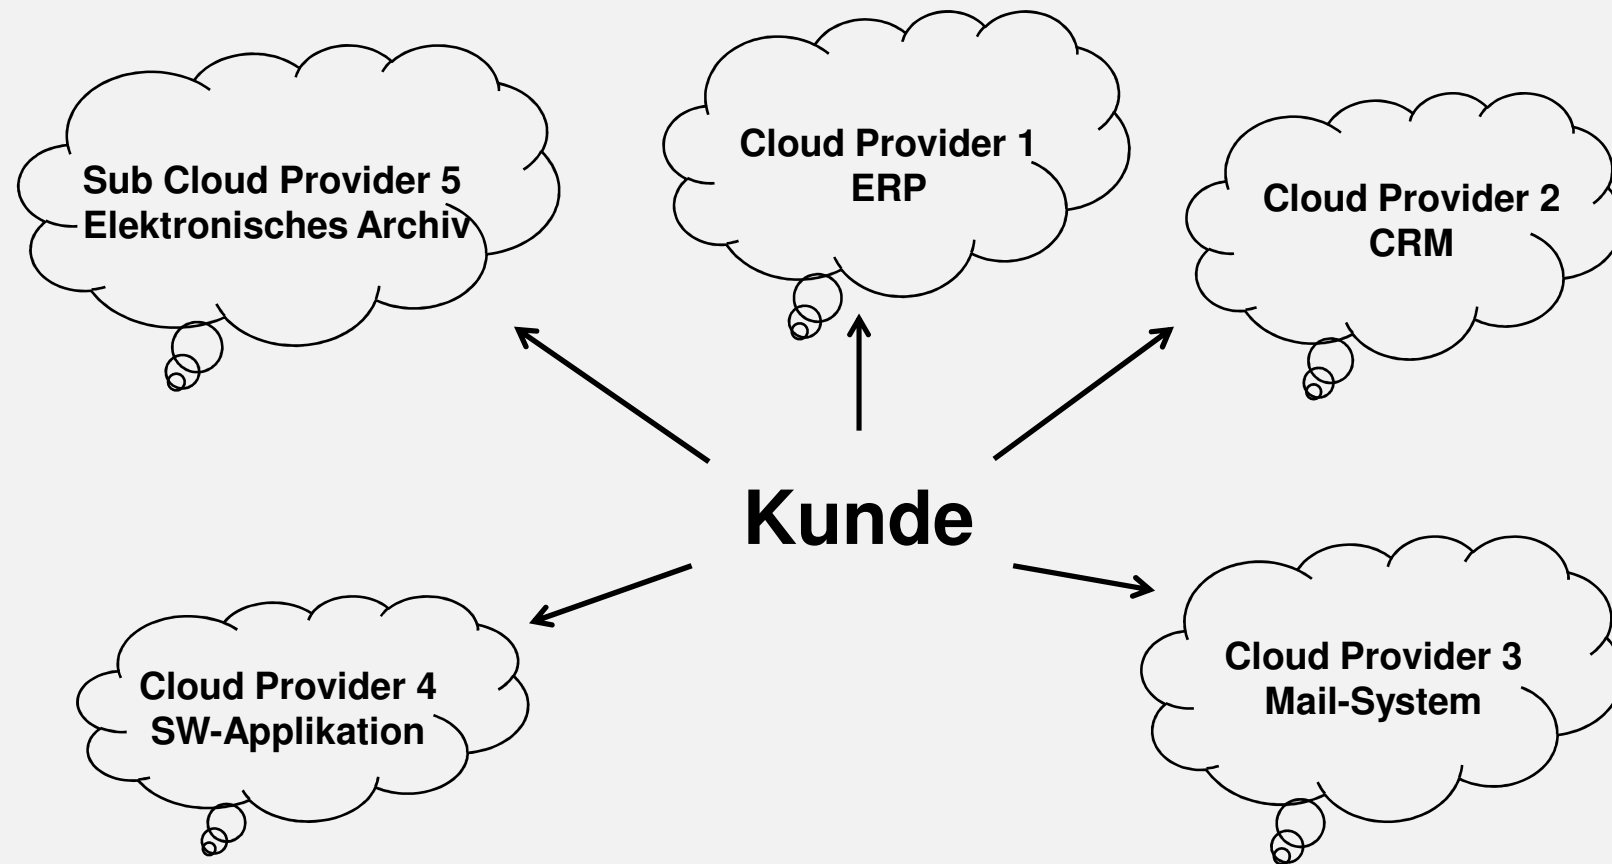 Cloud Provider 1
ERP
Sub Cloud Provider 5
Elektronisches Archiv
Cloud Provider 2
CRM
Kunde
Cloud Provider 3
Mail-System
Cloud Provider 4
SW-Applikation